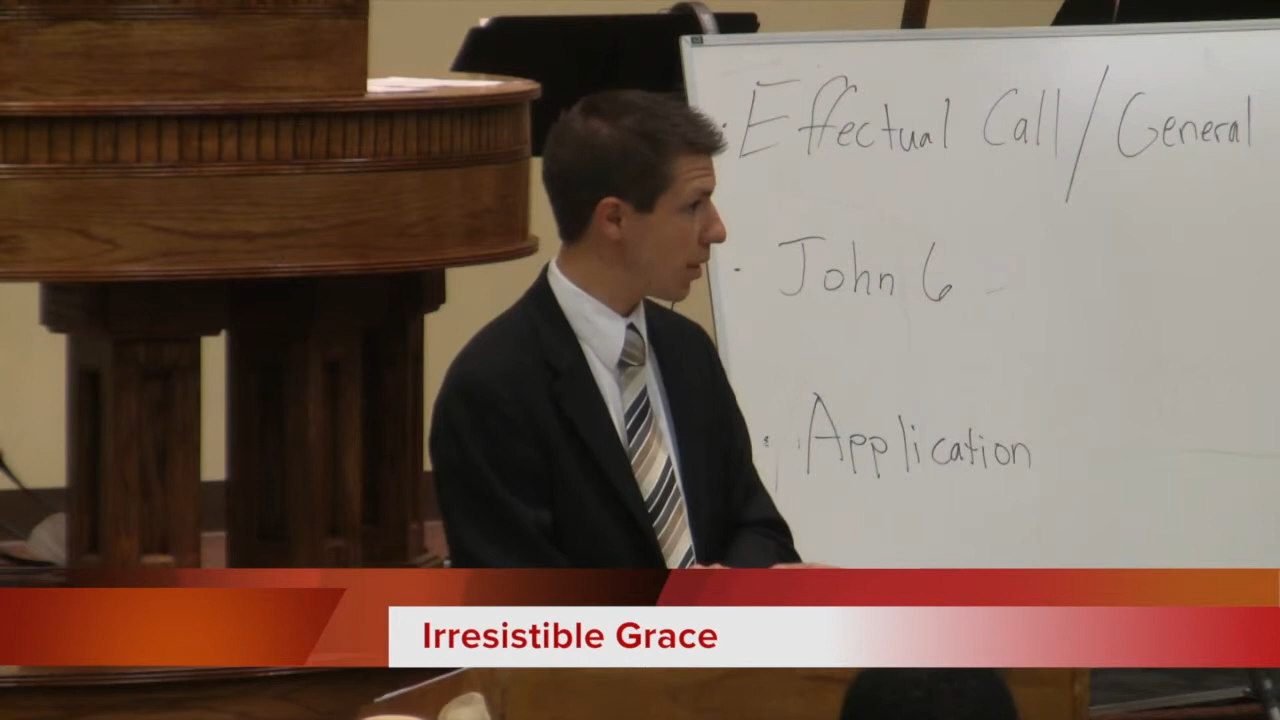 · Effectual Call / General
· John 6
· Application
Irresistible Grace